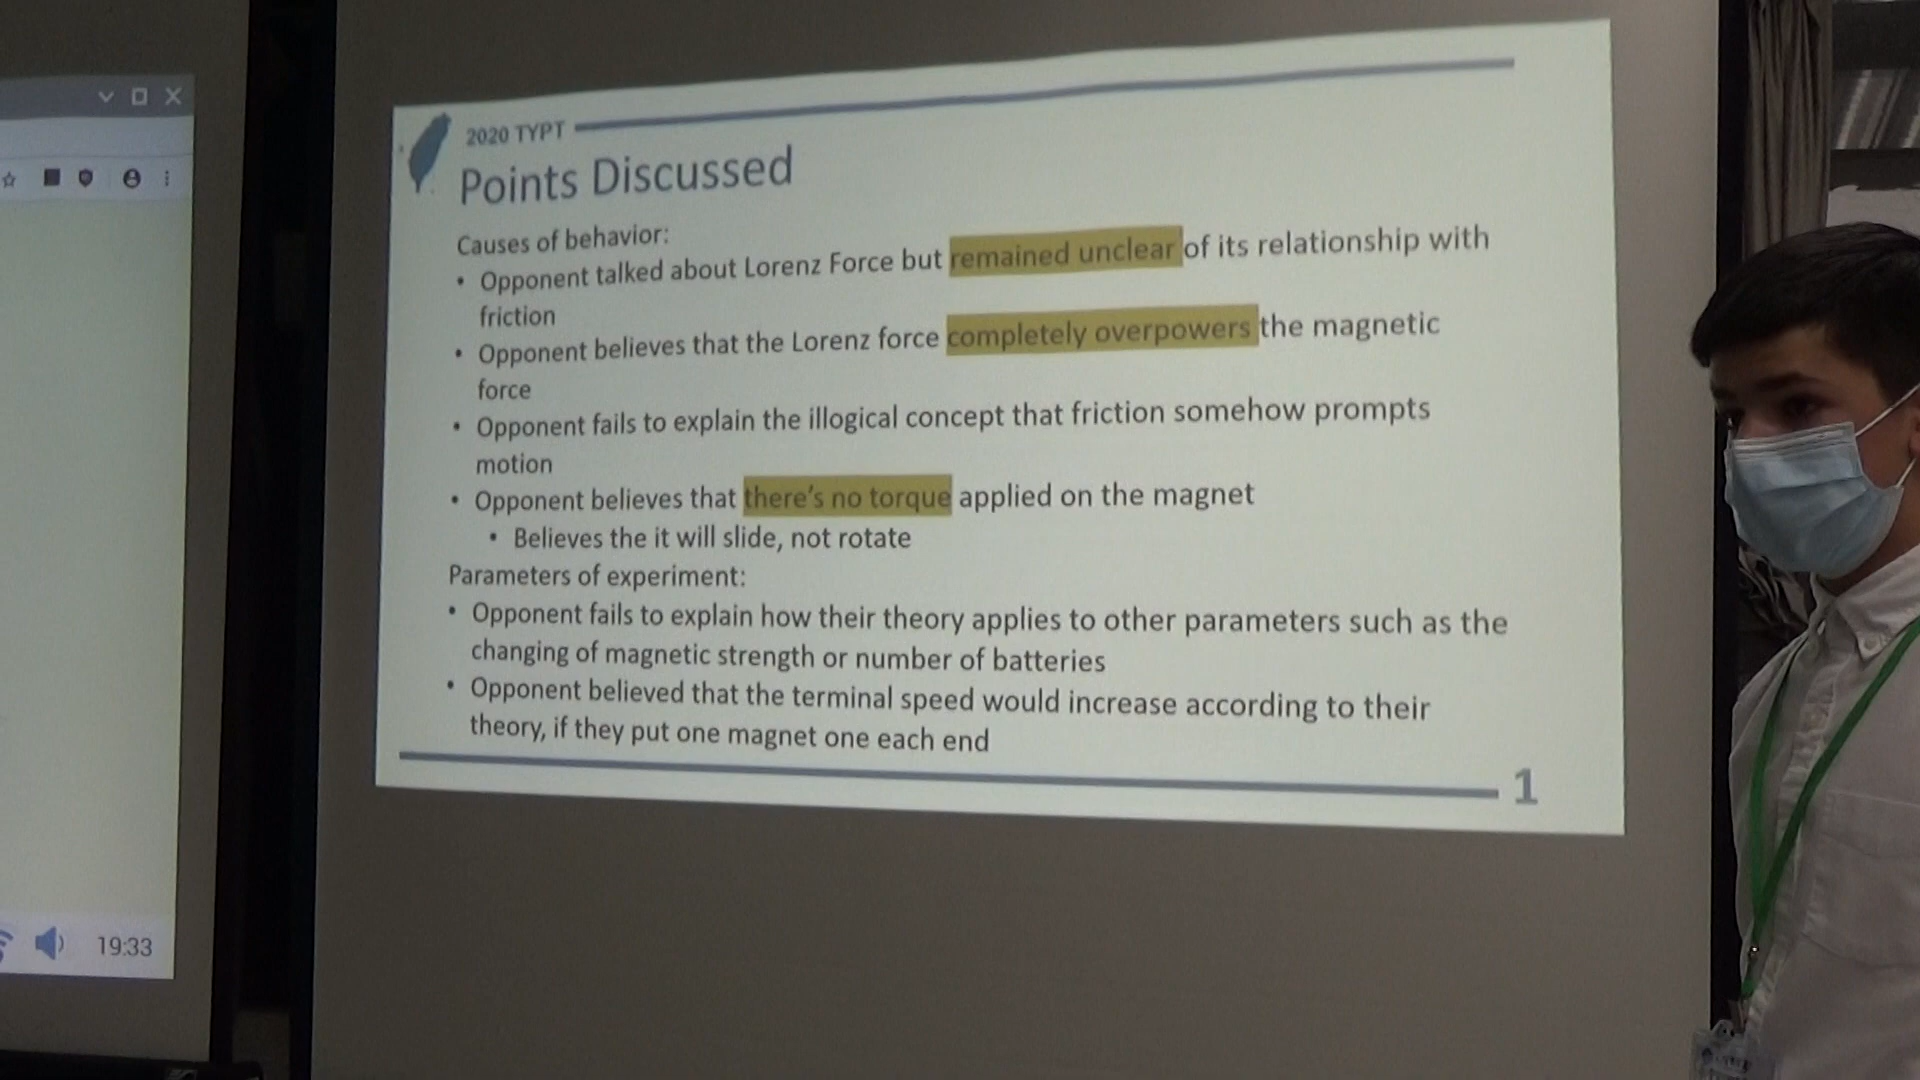 2020 TYPT
Points Discussed
Causes of behavior:
• Opponent talked about Lorenz Force but remained unclear of its relationship with
friction
• Opponent believes that the Lorenz force completely overpowers the magnetic
force
• Opponent fails to explain the illogical concept that friction somehow prompts
motion
• Opponent believes that there's no torque applied on the magnet
• Believes the it will slide, not rotate
Parameters of experiment:
• Opponent fails to explain how their theory applies to other parameters such as the
changing of magnetic strength or number of batteries
• Opponent believed that the terminal speed would increase according to their
theory, if they put one magnet one each end
1
19:33